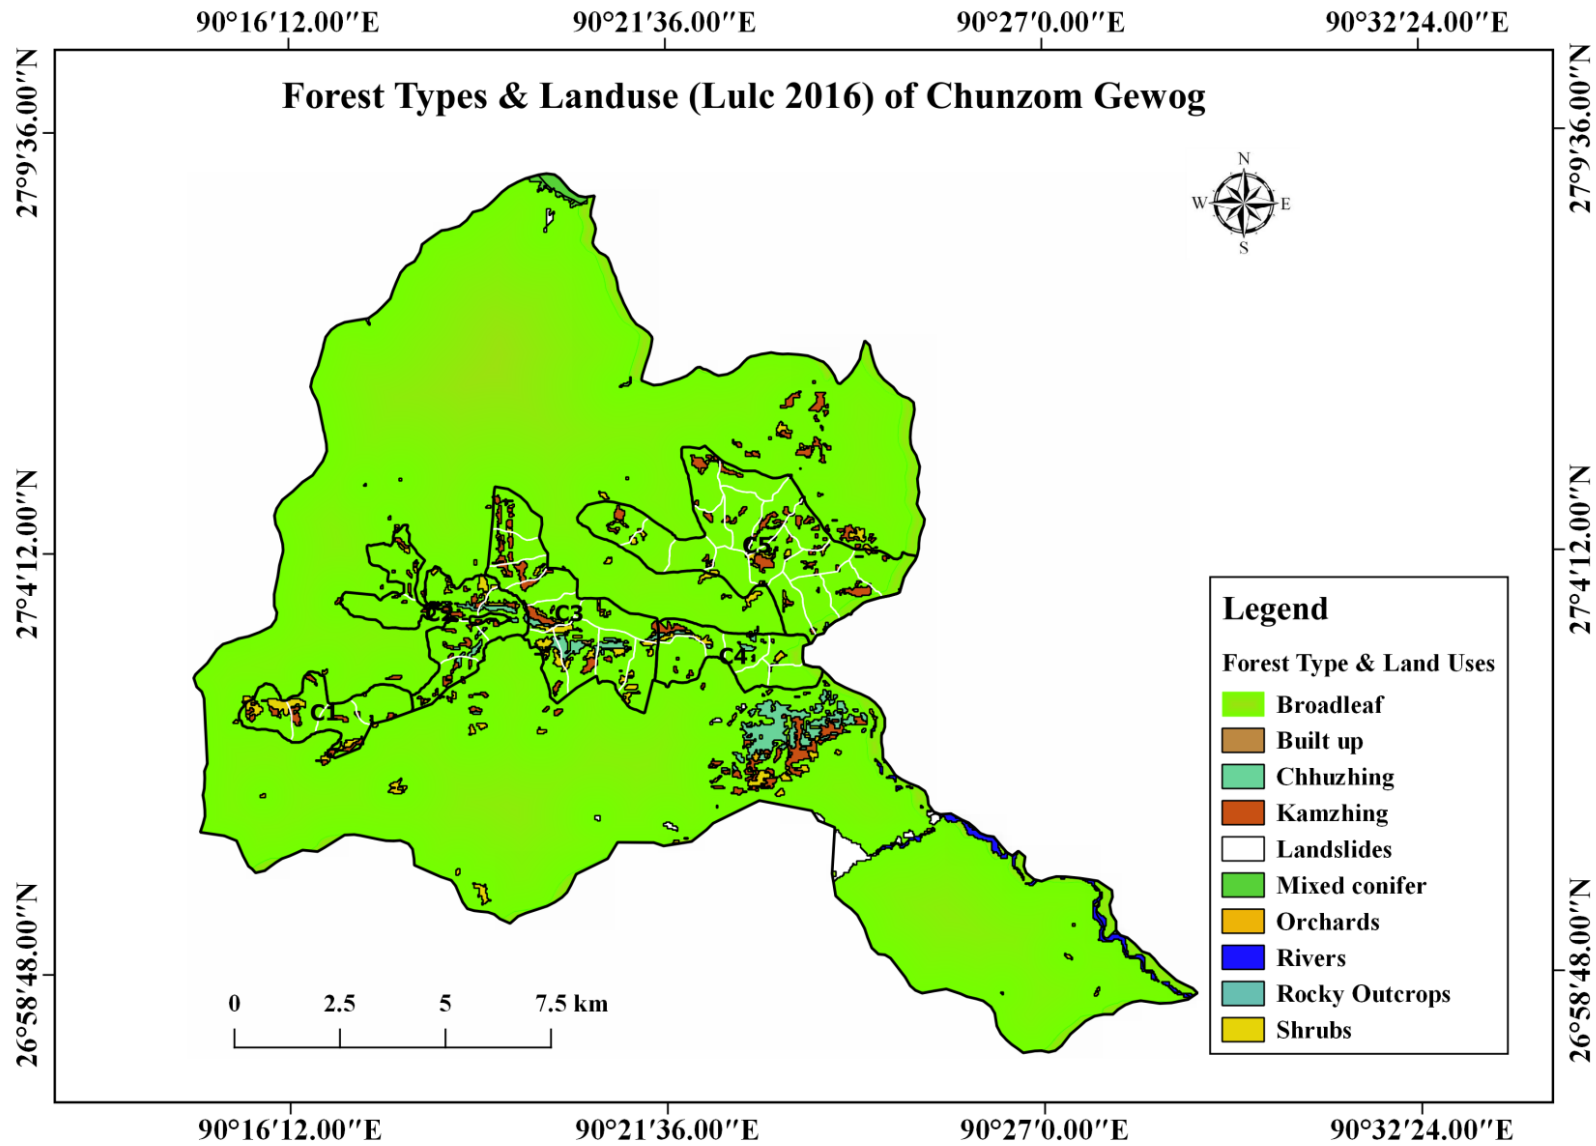 90°16′12.00″E 90°21′36.00″E 90°27′0.00″E 90°32′24.00″E
Forest Types & Landuse (Lulc 2016) of Chunzom Gewog
27°9′36.00″N
27°9′36.00″N
N
W E
S
27°4′12.00″N
27°4′12.00″N
C5
C3
C4
C1
Legend
Forest Type & Land Uses
Broadleaf
Built up
Chhuzhing
Kamzhing
Landslides
Mixed conifer
Orchards
Rivers
Rocky Outcrops
Shrubs
26°58′48.00″N
26°58′48.00″N
0 2.5 5 7.5 km
90°16′12.00″E 90°21′36.00″E 90°27′0.00″E 90°32′24.00″E